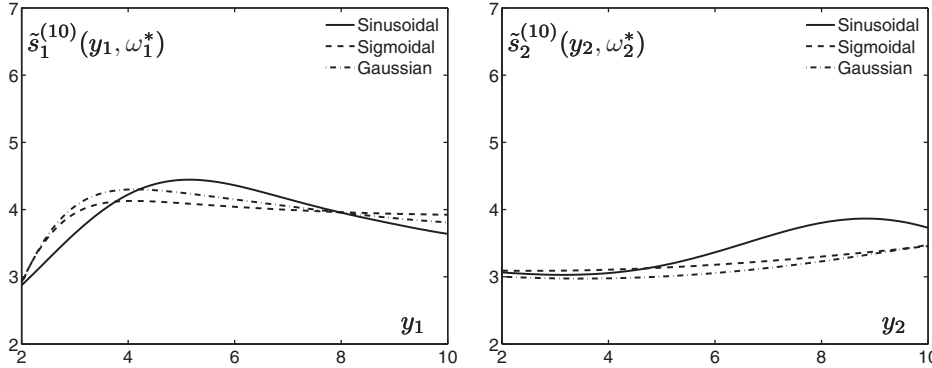 7
s̃₁⁽¹⁰⁾(y₁, ω₁*)
Sinusoidal
Sigmoidal
Gaussian
6
5
4
3
2
y₁
2 4 6 8 10
7
s̃₂⁽¹⁰⁾(y₂, ω₂*)
Sinusoidal
Sigmoidal
Gaussian
6
5
4
3
2
y₂
2 4 6 8 10